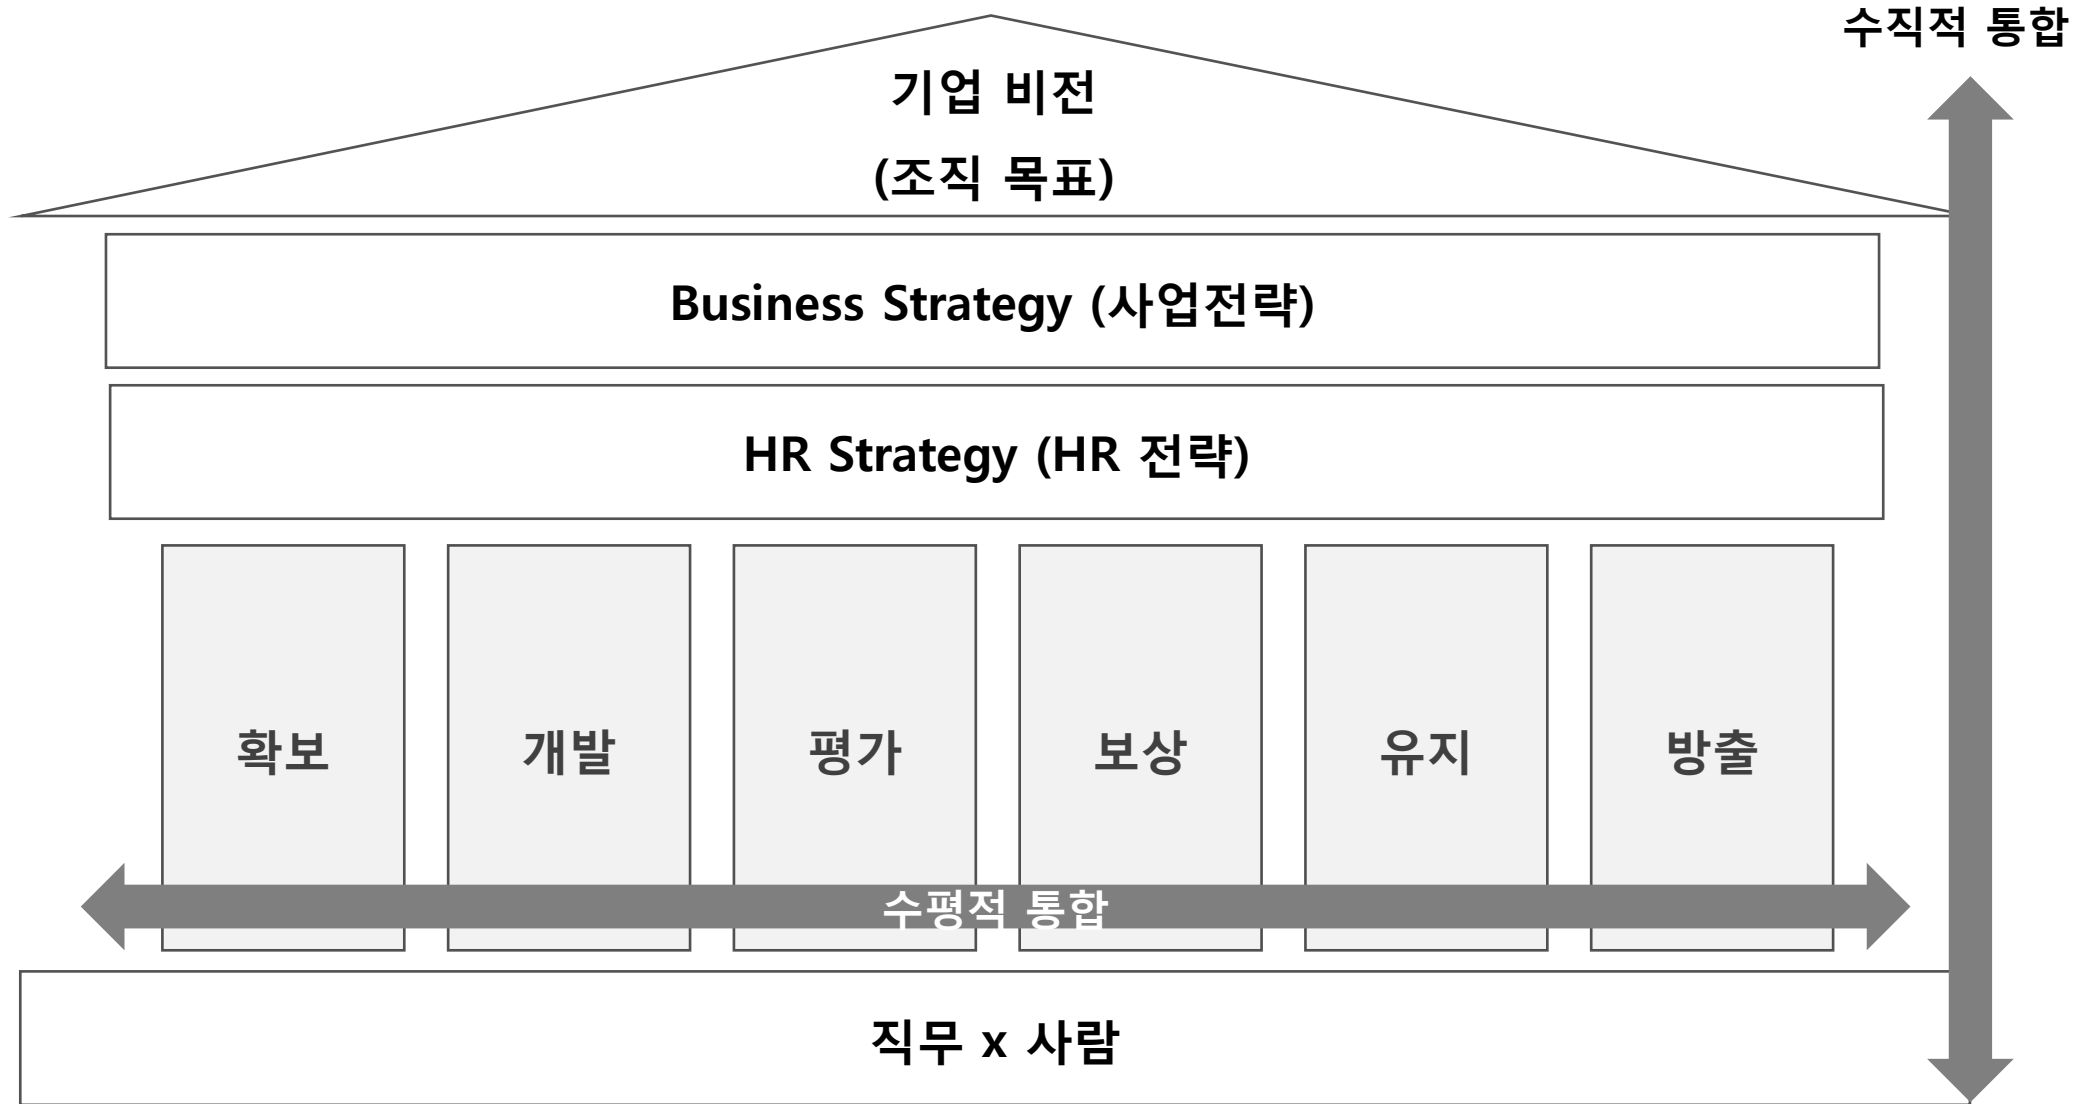 수직적 통합
기업 비전
(조직 목표)
Business Strategy (사업전략)
HR Strategy (HR 전략)
확보
개발
평가
보상
유지
방출
수평적 통합
직무 x 사람